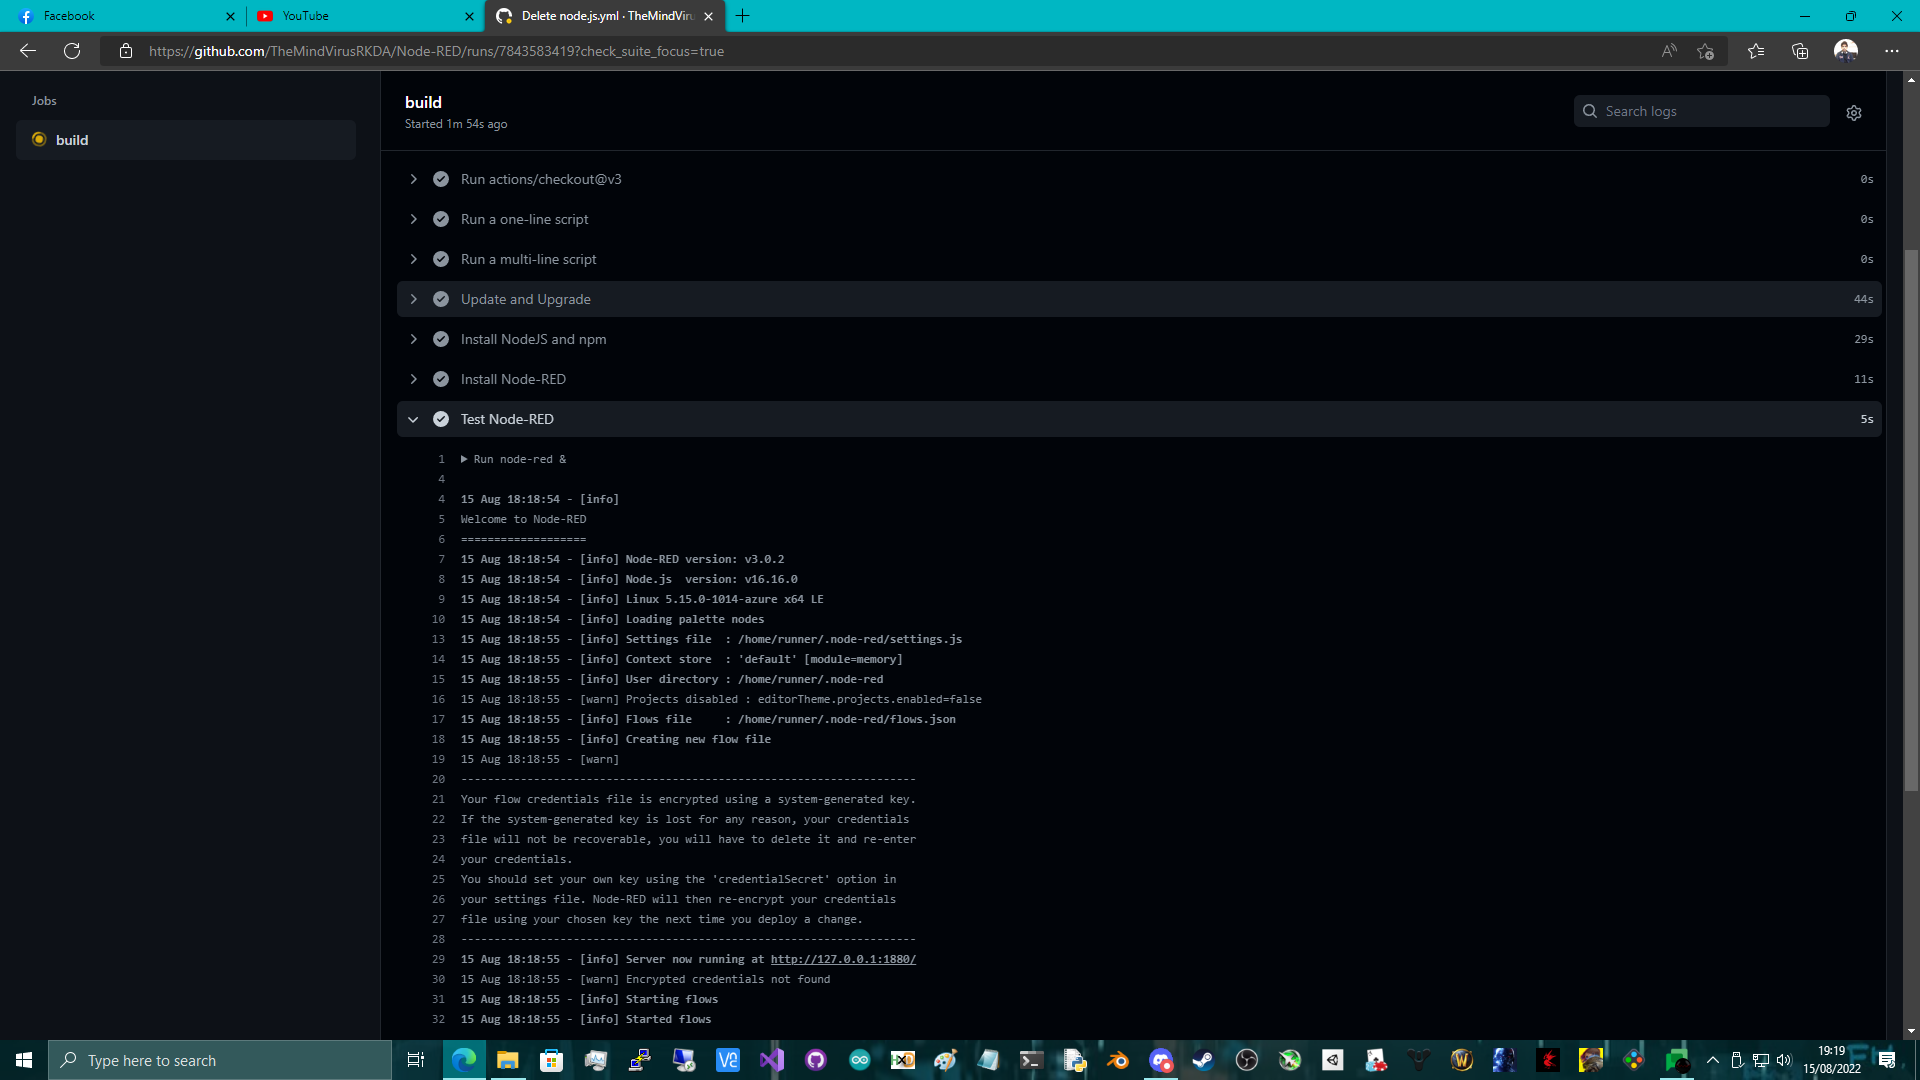 Facebook
YouTube
Delete node.js.yml · TheMindViru
https://github.com/TheMindVirusRKDA/Node-RED/runs/7843583419?check_suite_focus=true
Jobs
build
build
Started 1m 54s ago
Search logs
Run actions/checkout@v3 0s
Run a one-line script 0s
Run a multi-line script 0s
Update and Upgrade 44s
Install NodeJS and npm 29s
Install Node-RED 11s
Test Node-RED 5s
1 ▶ Run node-red &
4
4 15 Aug 18:18:54 - [info]
5 Welcome to Node-RED
6 ===================
7 15 Aug 18:18:54 - [info] Node-RED version: v3.0.2
8 15 Aug 18:18:54 - [info] Node.js  version: v16.16.0
9 15 Aug 18:18:54 - [info] Linux 5.15.0-1014-azure x64 LE
10 15 Aug 18:18:54 - [info] Loading palette nodes
13 15 Aug 18:18:55 - [info] Settings file  : /home/runner/.node-red/settings.js
14 15 Aug 18:18:55 - [info] Context store  : 'default' [module=memory]
15 15 Aug 18:18:55 - [info] User directory : /home/runner/.node-red
16 15 Aug 18:18:55 - [warn] Projects disabled : editorTheme.projects.enabled=false
17 15 Aug 18:18:55 - [info] Flows file     : /home/runner/.node-red/flows.json
18 15 Aug 18:18:55 - [info] Creating new flow file
19 15 Aug 18:18:55 - [warn]
20 ---------------------------------------------------------------------
21 Your flow credentials file is encrypted using a system-generated key.
22 If the system-generated key is lost for any reason, your credentials
23 file will not be recoverable, you will have to delete it and re-enter
24 your credentials.
25 You should set your own key using the 'credentialSecret' option in
26 your settings file. Node-RED will then re-encrypt your credentials
27 file using your chosen key the next time you deploy a change.
28 ---------------------------------------------------------------------
29 15 Aug 18:18:55 - [info] Server now running at http://127.0.0.1:1880/
30 15 Aug 18:18:55 - [warn] Encrypted credentials not found
31 15 Aug 18:18:55 - [info] Starting flows
32 15 Aug 18:18:55 - [info] Started flows
Type here to search
19:19
15/08/2022